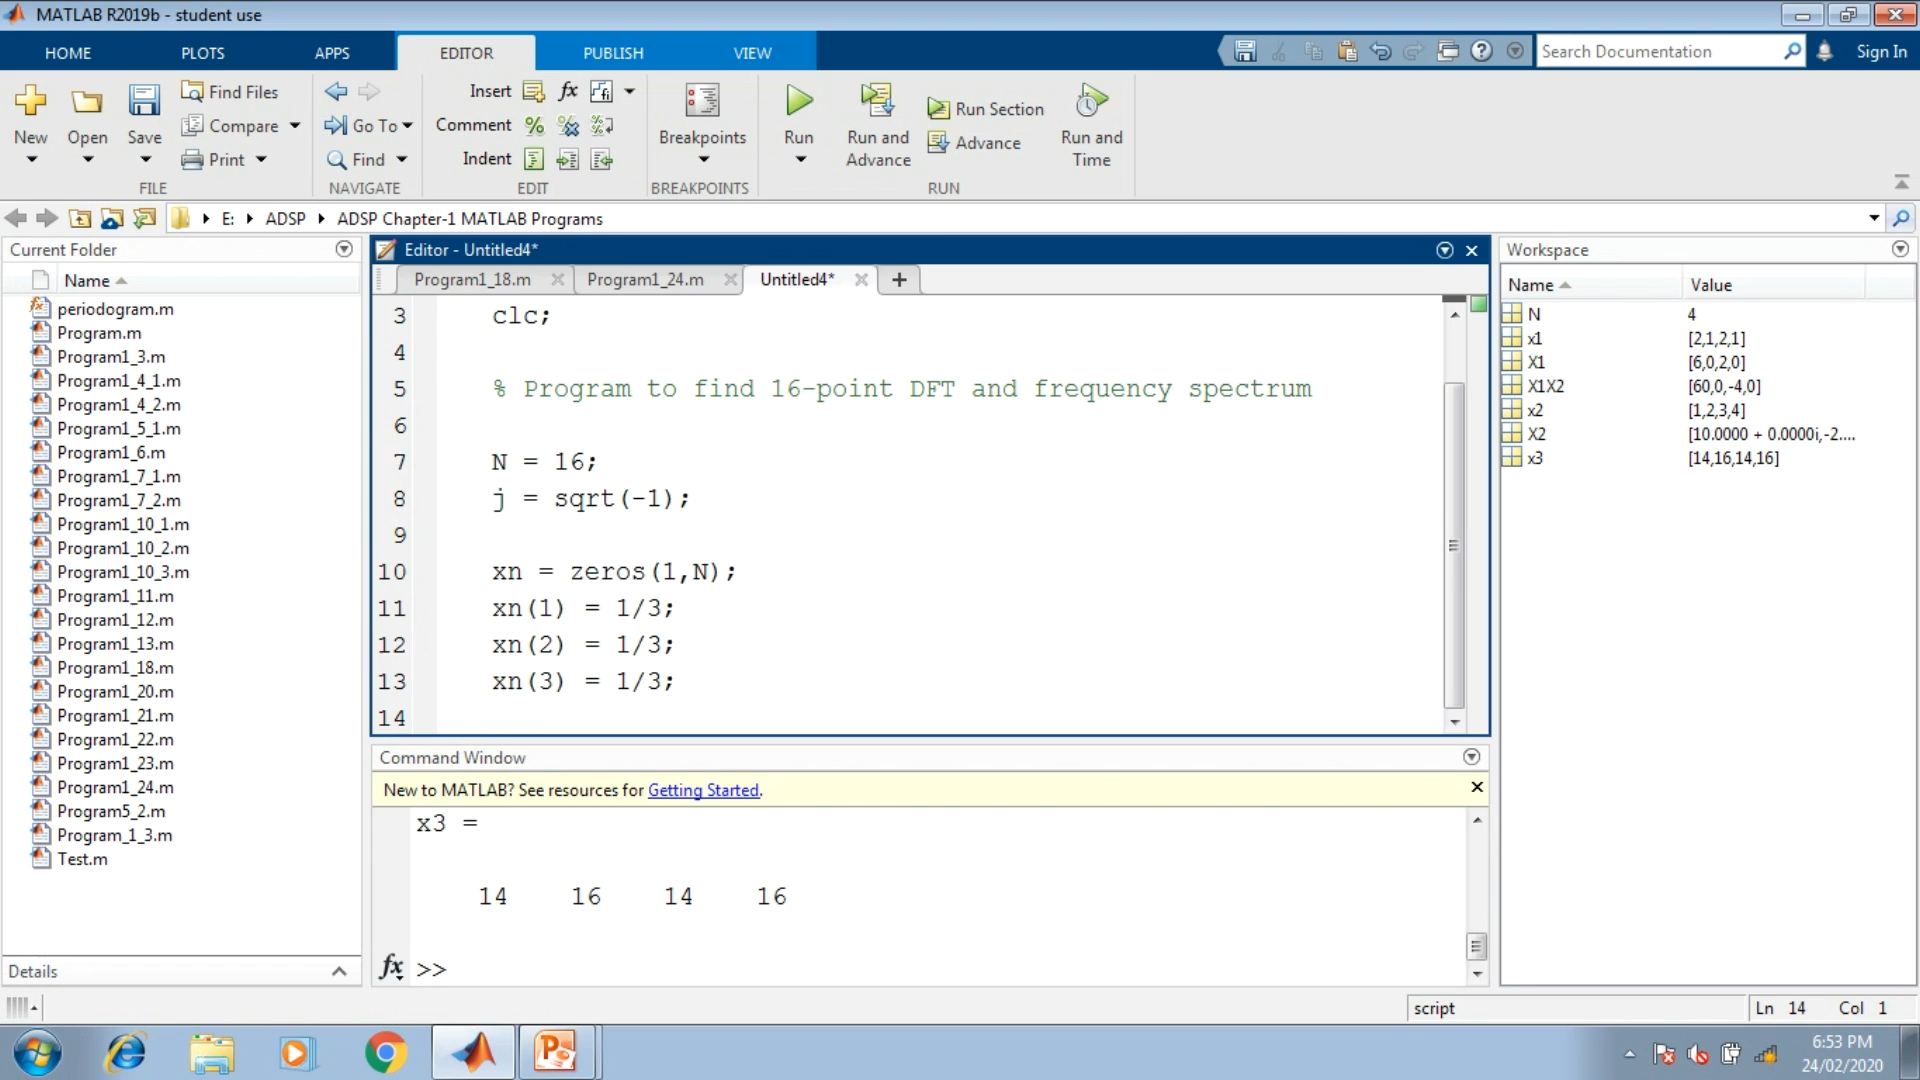 MATLAB R2019b - student use
HOME PLOTS APPS EDITOR PUBLISH VIEW
Search Documentation
Sign In
New
Open
Save
Find Files
Compare
Print
FILE
Go To
Find
NAVIGATE
Insert
Comment
Indent
EDIT
Breakpoints
BREAKPOINTS
Run
Run and Advance
Run Section
Advance
Run and Time
RUN
E: ADSP ADSP Chapter-1 MATLAB Programs
Current Folder
Name
periodogram.m
Program.m
Program1_3.m
Program1_4_1.m
Program1_4_2.m
Program1_5_1.m
Program1_6.m
Program1_7_1.m
Program1_7_2.m
Program1_10_1.m
Program1_10_2.m
Program1_10_3.m
Program1_11.m
Program1_12.m
Program1_13.m
Program1_18.m
Program1_20.m
Program1_21.m
Program1_22.m
Program1_23.m
Program1_24.m
Program5_2.m
Program_1_3.m
Test.m
Details
Editor - Untitled4*
Program1_18.m Program1_24.m Untitled4*
3 clc;
4
5 % Program to find 16-point DFT and frequency spectrum
6
7 N = 16;
8 j = sqrt(-1);
9
10 xn = zeros(1,N);
11 xn(1) = 1/3;
12 xn(2) = 1/3;
13 xn(3) = 1/3;
14
Command Window
New to MATLAB? See resources for Getting Started.
x3 =
14 16 14 16
fx >>
Workspace
Name Value
N 4
x1 [2,1,2,1]
X1 [6,0,2,0]
X1X2 [60,0,-4,0]
x2 [1,2,3,4]
X2 [10.0000 + 0.0000i,-2....
x3 [14,16,14,16]
script
Ln 14 Col 1
6:53 PM
24/02/2020